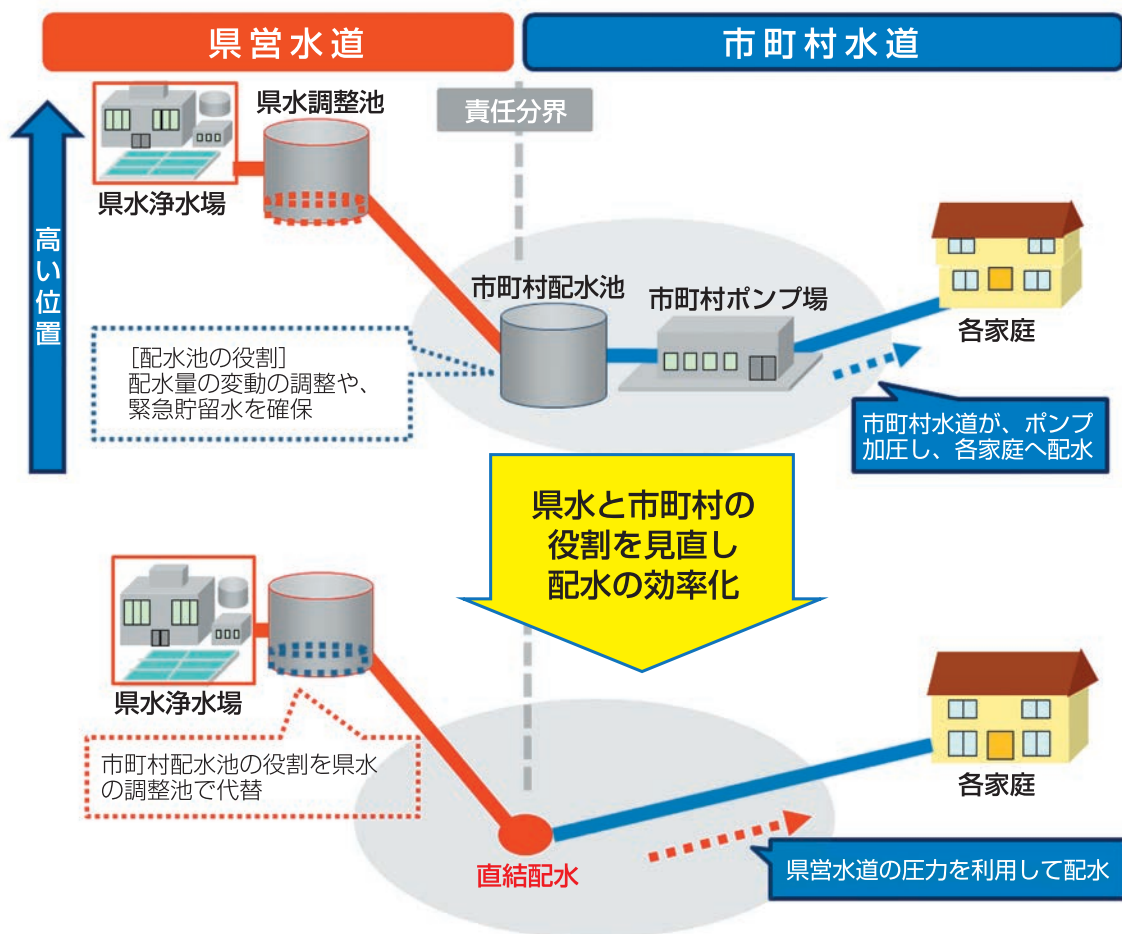 県営水道
市町村水道
責任分界
県水調整池
県水浄水場
高い位置
市町村配水池
市町村ポンプ場
各家庭
［配水池の役割］
配水量の変動の調整や、
緊急貯留水を確保
市町村水道が、ポンプ
加圧し、各家庭へ配水
県水と市町村の
役割を見直し
配水の効率化
県水浄水場
市町村配水池の役割を県水
の調整池で代替
各家庭
直結配水
県営水道の圧力を利用して配水